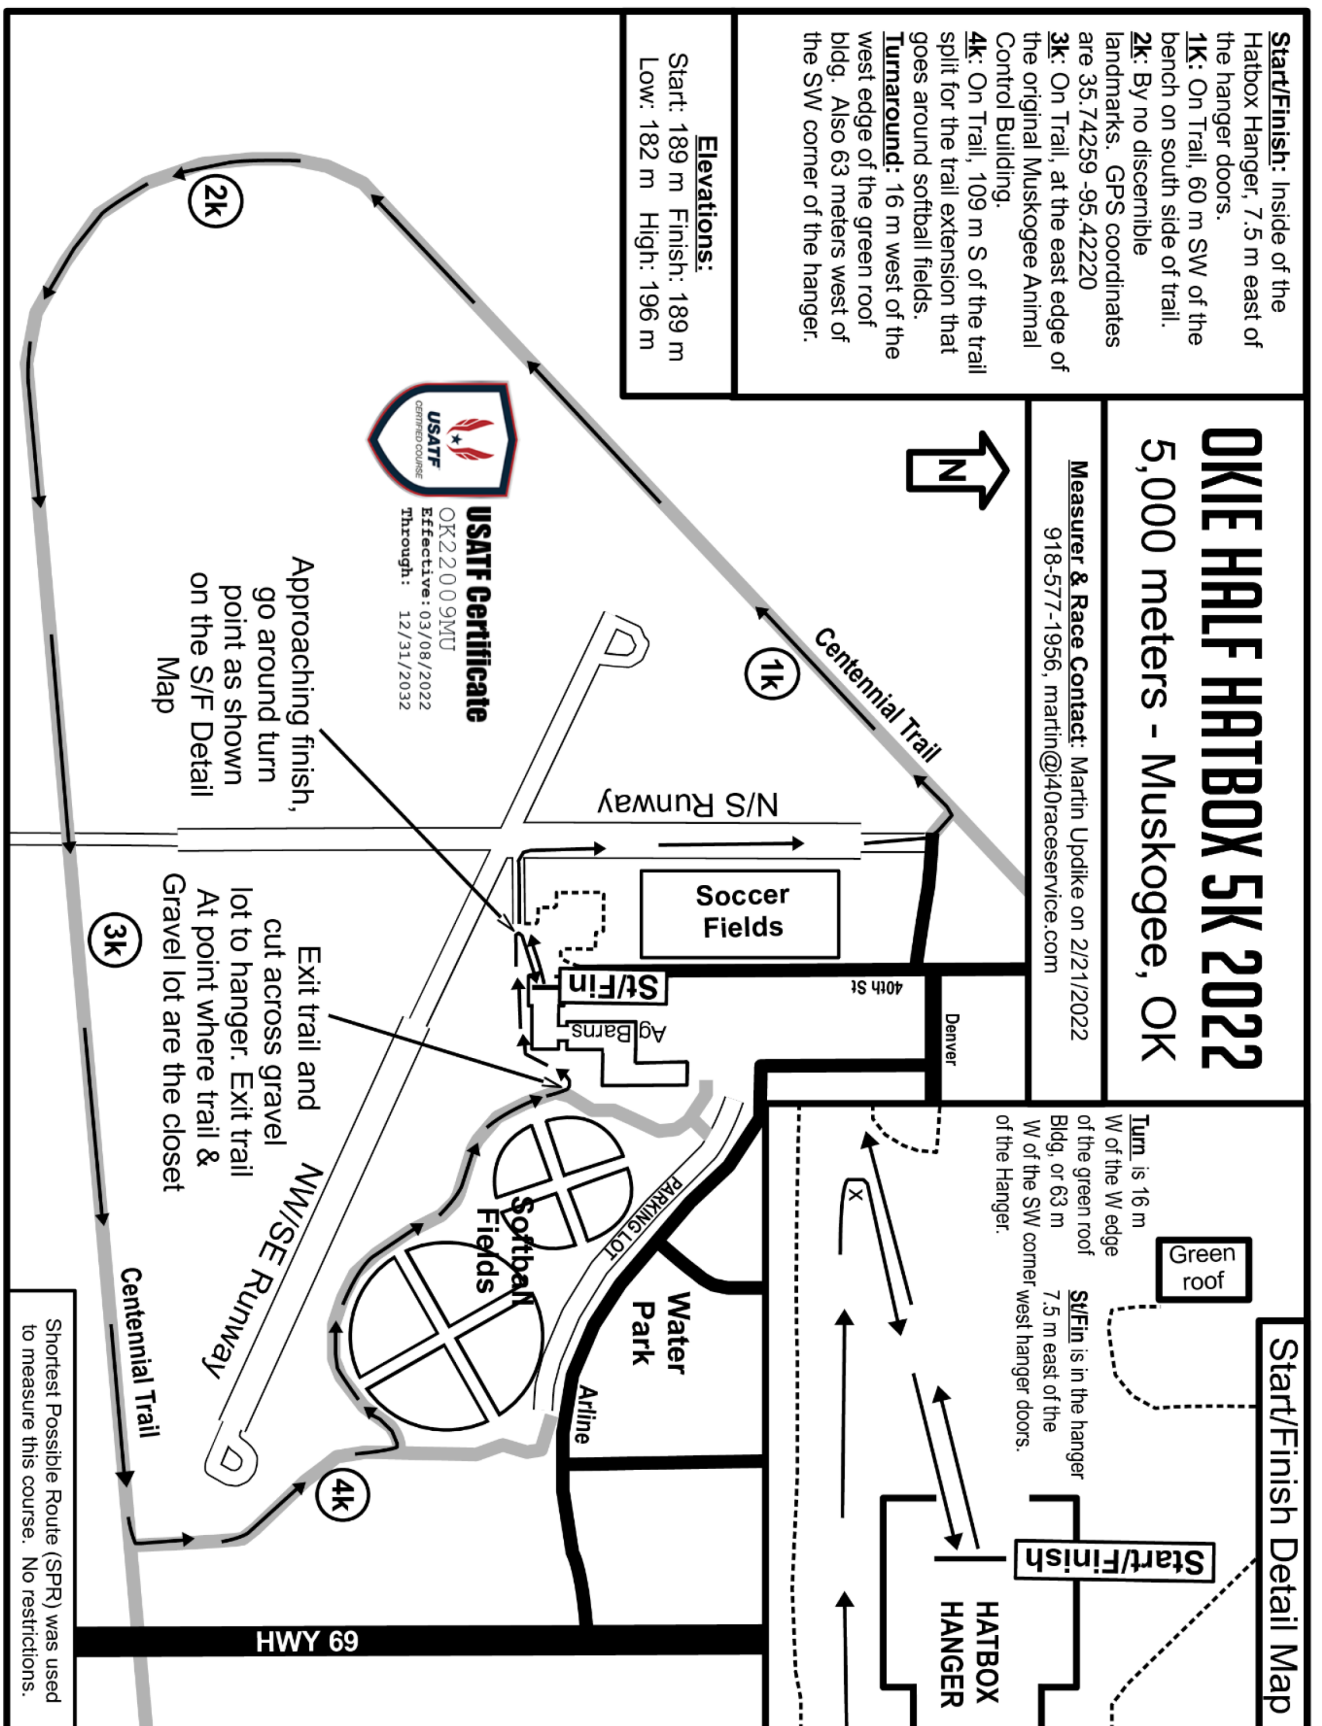 Start/Finish: Inside of the
Hatbox Hanger, 7.5 m east of
the hanger doors.
1K: On Trail, 60 m SW of the
bench on south side of trail.
2k: By no discernible
landmarks. GPS coordinates
are 35.74259 -95.42220
3k: On Trail, at the east edge of
the original Muskogee Animal
Control Building.
4k: On Trail, 109 m S of the trail
split for the trail extension that
goes around softball fields.
Turnaround: 16 m west of the
west edge of the green roof
bldg. Also 63 meters west of
the SW corner of the hanger.
Elevations:
Start: 189 m Finish: 189 m
Low: 182 m High: 196 m
OKIE HALF HATBOX 5K 2022
5,000 meters - Muskogee, OK
Measurer & Race Contact: Martin Updike on 2/21/2022
918-577-1956, martin@i40raceservice.com
N
Start/Finish Detail Map
Green
roof
Turn is 16 m
W of the W edge
of the green roof
Bldg, or 63 m
W of the SW corner
of the Hanger.
St/Fin is in the hanger
7.5 m east of the
west hanger doors.
X
Start/Finish
HATBOX
HANGER
Centennial Trail
1k
2k
USATF
CERTIFIED COURSE
USATF Certificate
OK22009MU
Effective: 03/08/2022
Through: 12/31/2032
N/S Runway
Soccer
Fields
40th St
Denver
St/Fin
Ag Barns
PARKING LOT
Water
Park
Arline
Softball
Fields
Approaching finish,
go around turn
point as shown
on the S/F Detail
Map
Exit trail and
cut across gravel
lot to hanger. Exit trail
At point where trail &
Gravel lot are the closet
NW/SE Runway
3k
4k
Centennial Trail
HWY 69
Shortest Possible Route (SPR) was used
to measure this course. No restrictions.